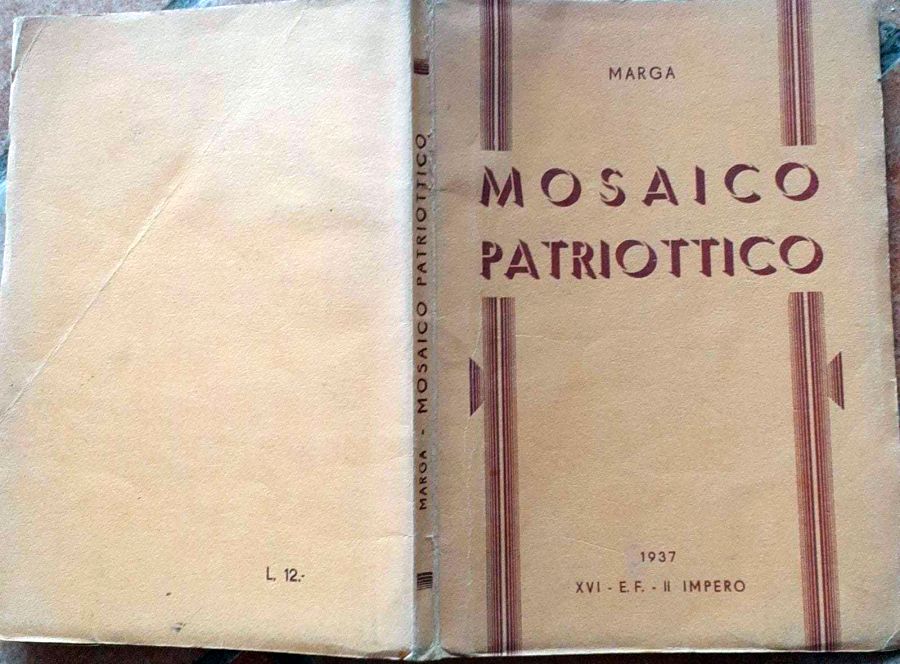 MARGA
MOSAICO
PATRIOTTICO
1937
XVI - E.F. - II IMPERO
MARGA - MOSAICO PATRIOTTICO
L. 12.-